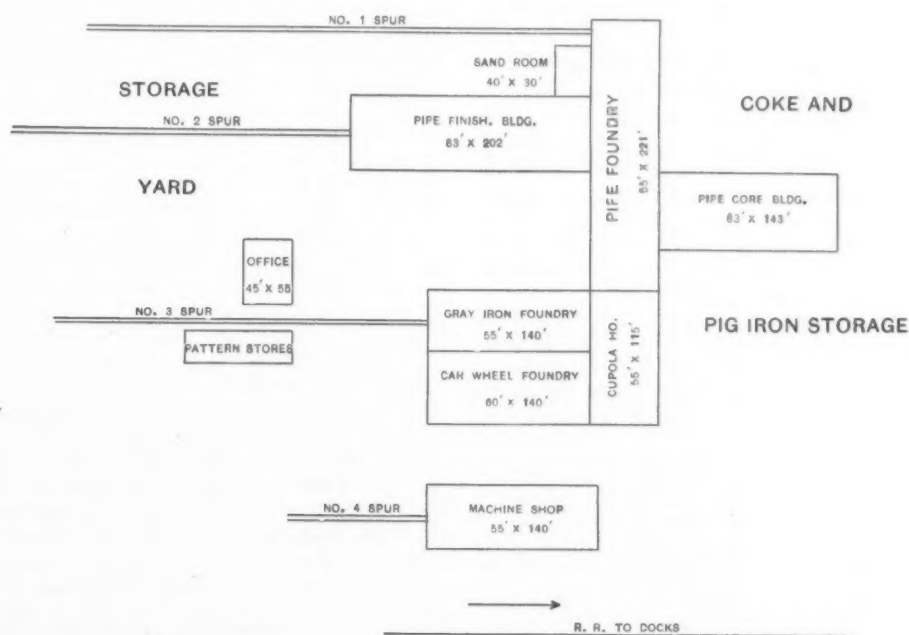 NO. 1 SPUR
SAND ROOM
40' X 30'
STORAGE
COKE AND
NO. 2 SPUR
PIPE FINISH. BLDG.
63' X 202'
PIPE FOUNDRY
55' X 221'
YARD
PIPE CORE BLDG.
63' X 143'
OFFICE
45' X 55
NO. 3 SPUR
GRAY IRON FOUNDRY
55' X 140'
CUPOLA HO.
55' X 115'
PIG IRON STORAGE
PATTERN STORES
CAR WHEEL FOUNDRY
60' X 140'
NO. 4 SPUR
MACHINE SHOP
55' X 140'
R. R. TO DOCKS